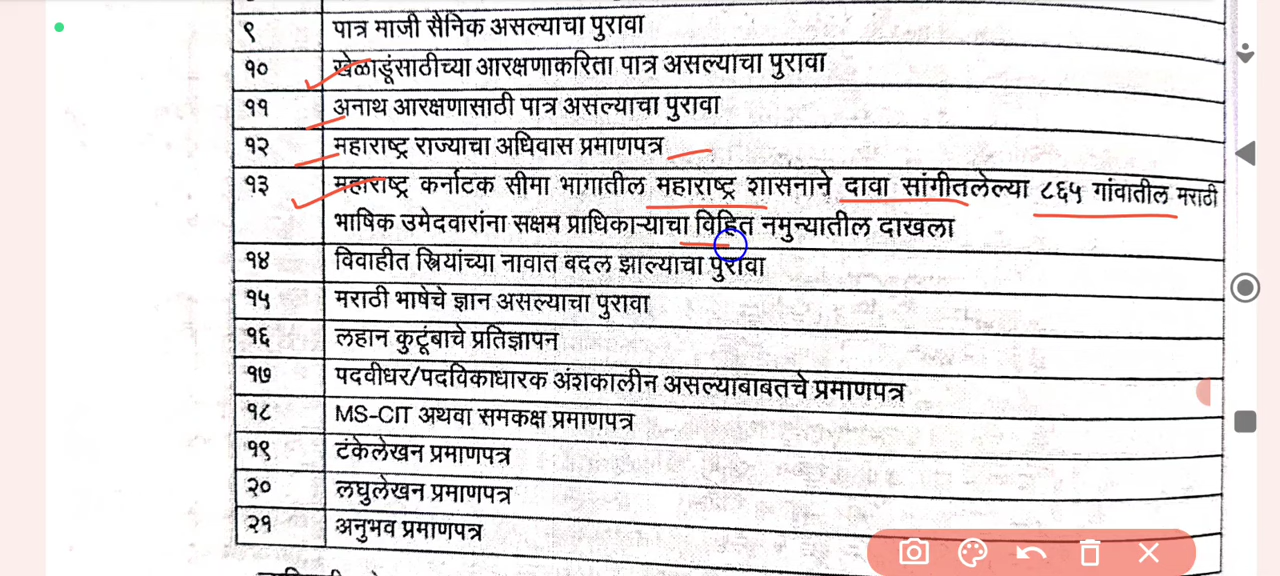 ९ पात्र माजी सैनिक असल्याचा पुरावा
१० खेळाडूंसाठीच्या आरक्षणाकरिता पात्र असल्याचा पुरावा
११ अनाथ आरक्षणासाठी पात्र असल्याचा पुरावा
१२ महाराष्ट्र राज्याचा अधिवास प्रमाणपत्र
१३ महाराष्ट्र कर्नाटक सीमा भागातील महाराष्ट्र शासनाने दावा सांगीतलेल्या ८६५ गांवातील मराठी
भाषिक उमेदवारांना सक्षम प्राधिकाऱ्याचा विहित नमुन्यातील दाखला
१४ विवाहीत स्त्रियांच्या नावात बदल झाल्याचा पुरावा
१५ मराठी भाषेचे ज्ञान असल्याचा पुरावा
१६ लहान कुटूंबाचे प्रतिज्ञापन
१७ पदवीधर/पदविकाधारक अंशकालीन असल्याबाबतचे प्रमाणपत्र
१८ MS-CIT अथवा समकक्ष प्रमाणपत्र
१९ टंकेलेखन प्रमाणपत्र
२० लघुलेखन प्रमाणपत्र
२१ अनुभव प्रमाणपत्र